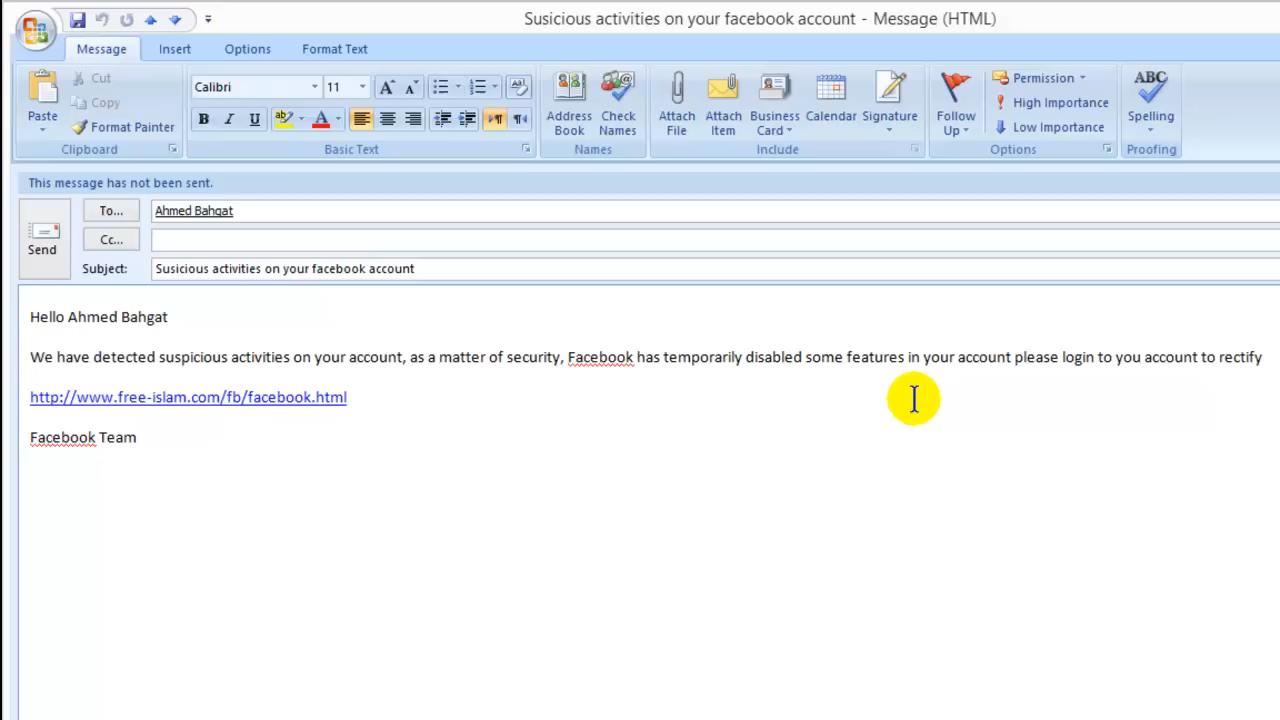 Susicious activities on your facebook account - Message (HTML)
Message Insert Options Format Text
Paste
Cut
Copy
Format Painter
Clipboard
Calibri 11
B I U
Basic Text
Address Book
Check Names
Names
Attach File
Attach Item
Business Card
Calendar
Signature
Include
Follow Up
Permission
High Importance
Low Importance
Options
ABC
Spelling
Proofing
This message has not been sent.
Send
To... Ahmed Bahgat
Cc...
Subject: Susicious activities on your facebook account
Hello Ahmed Bahgat
We have detected suspicious activities on your account, as a matter of security, Facebook has temporarily disabled some features in your account please login to you account to rectify
http://www.free-islam.com/fb/facebook.html
Facebook Team